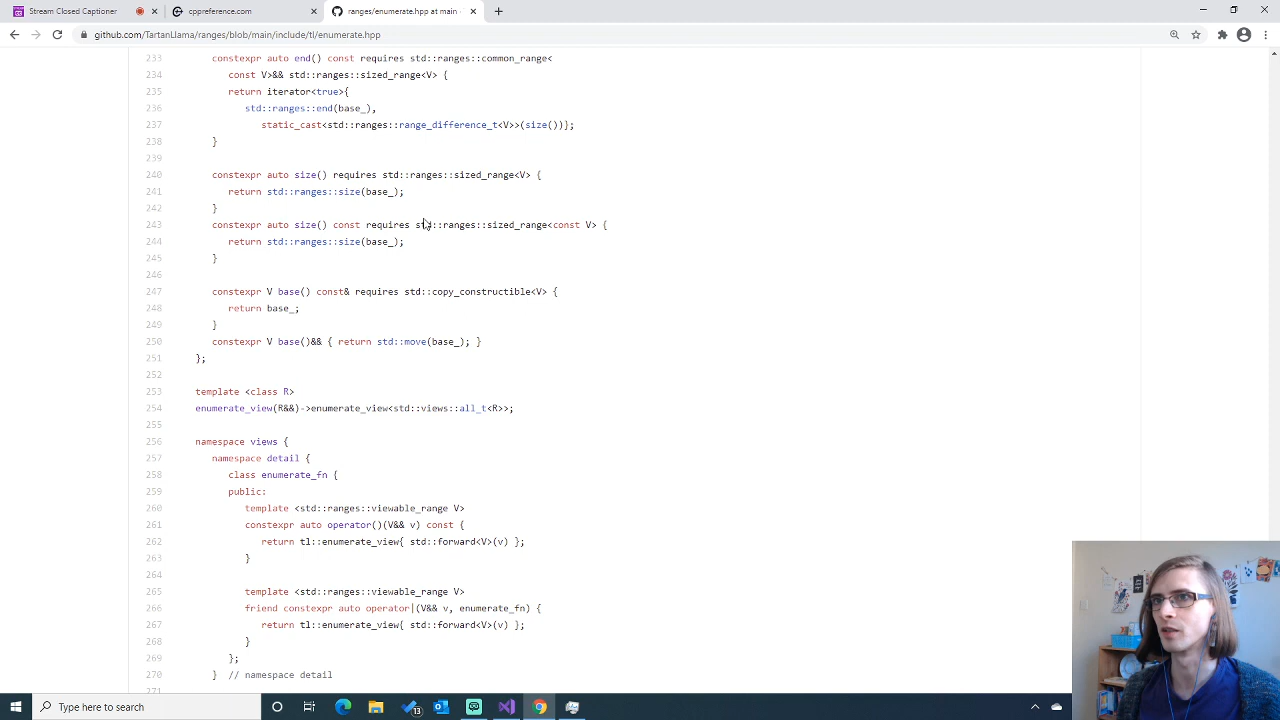 Stream Closed Captioner
cppreference.com
ranges/enumerate.hpp at main ·
github.com/TartanLlama/ranges/blob/main/include/tl/enumerate.hpp
233 constexpr auto end() const requires std::ranges::common_range<
234 const V>&& std::ranges::sized_range<V> {
235 return iterator<true>{
236 std::ranges::end(base_),
237 static_cast<std::ranges::range_difference_t<V>>(size())};
238 }
239
240 constexpr auto size() requires std::ranges::sized_range<V> {
241 return std::ranges::size(base_);
242 }
243 constexpr auto size() const requires std::ranges::sized_range<const V> {
244 return std::ranges::size(base_);
245 }
246
247 constexpr V base() const& requires std::copy_constructible<V> {
248 return base_;
249 }
250 constexpr V base()&& { return std::move(base_); }
251 };
252
253 template <class R>
254 enumerate_view(R&&)->enumerate_view<std::views::all_t<R>>;
255
256 namespace views {
257 namespace detail {
258 class enumerate_fn {
259 public:
260 template <std::ranges::viewable_range V>
261 constexpr auto operator()(V&& v) const {
262 return tl::enumerate_view{ std::forward<V>(v) };
263 }
264
265 template <std::ranges::viewable_range V>
266 friend constexpr auto operator|(V&& v, enumerate_fn) {
267 return tl::enumerate_view{ std::forward<V>(v) };
268 }
269 };
270 } // namespace detail
271
Type here to search
13